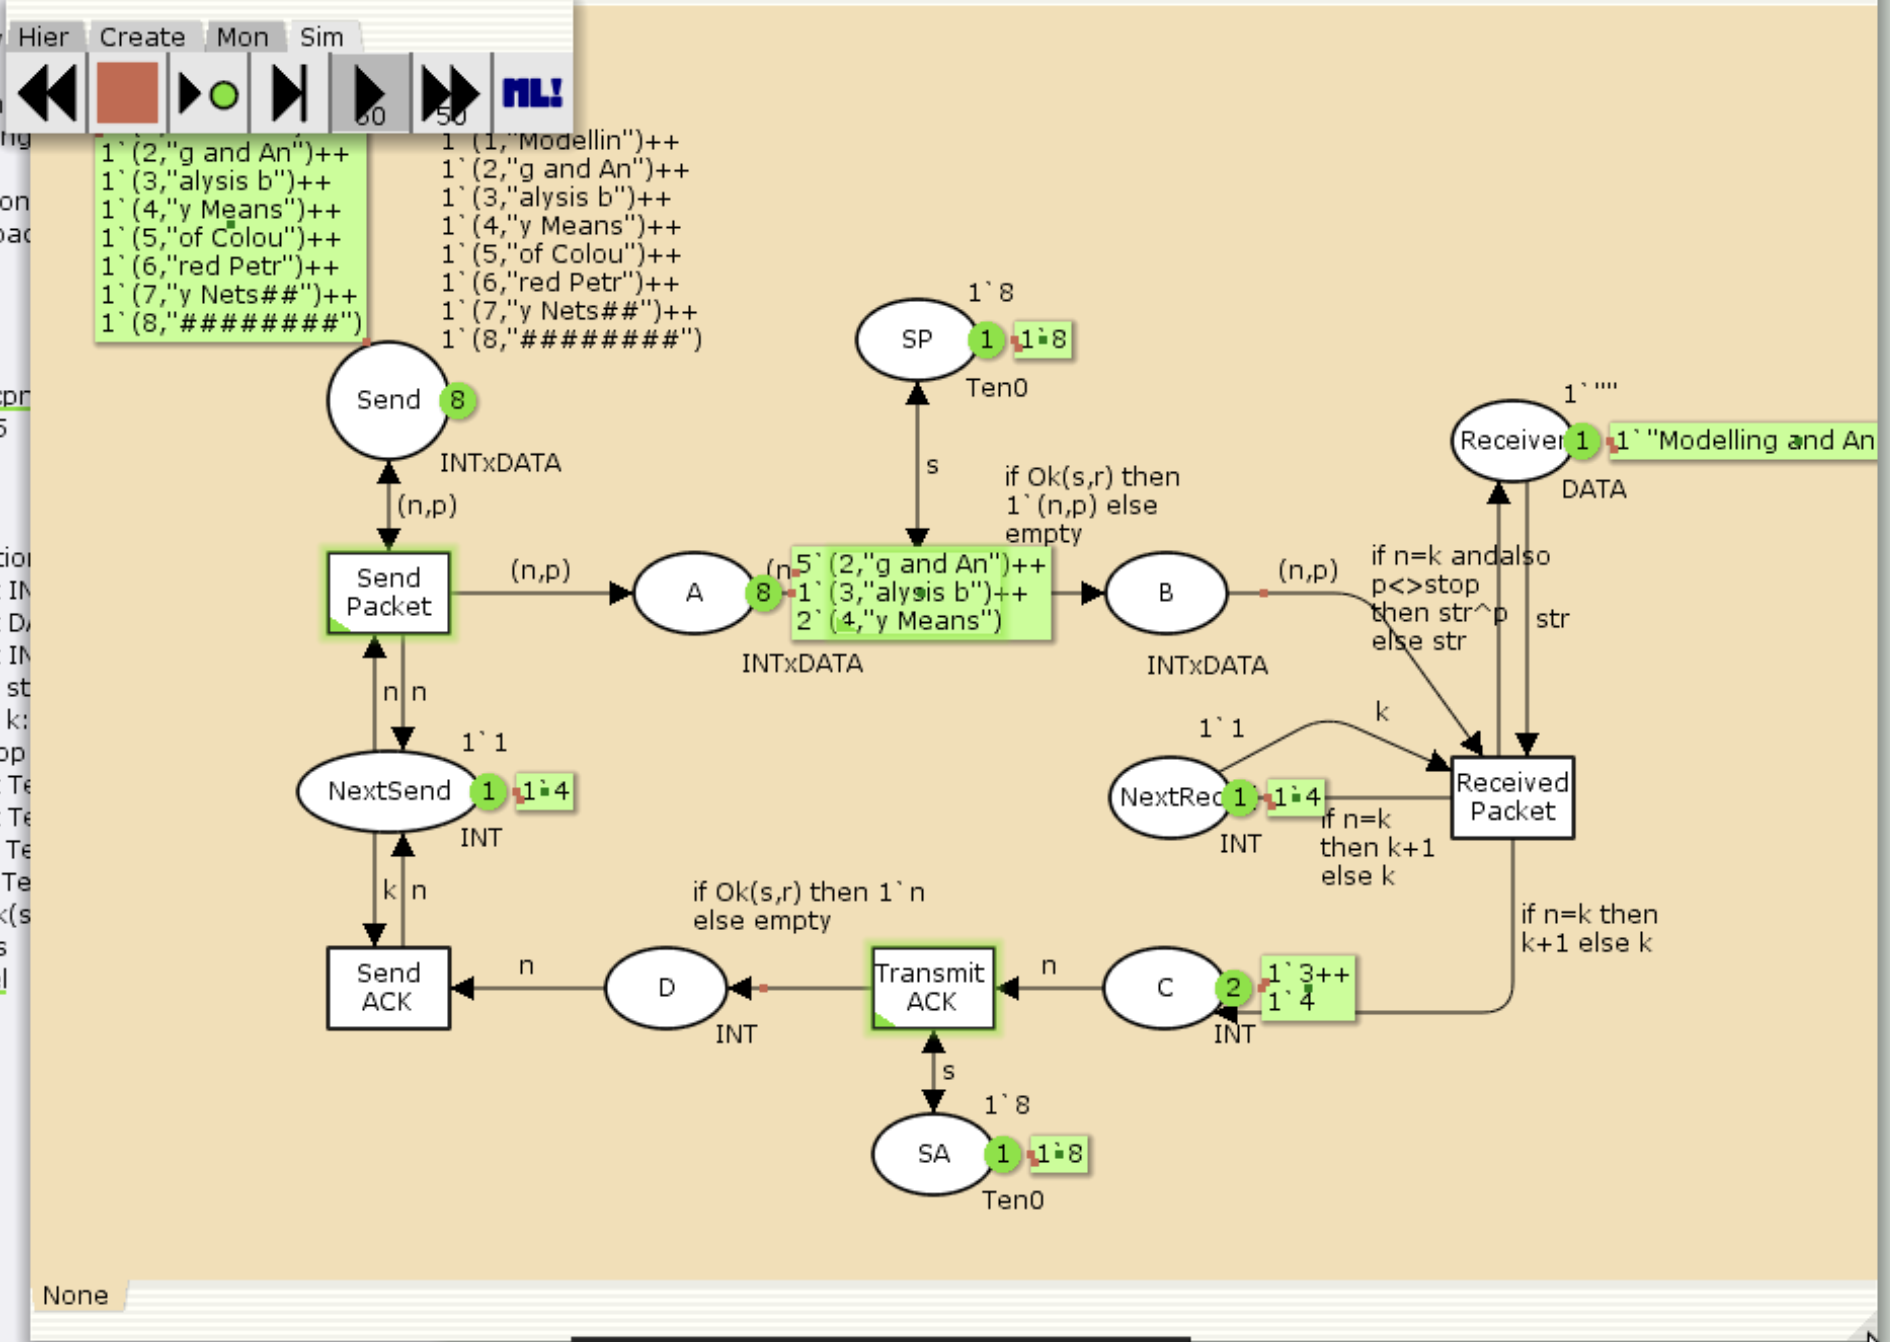 Hier Create Mon Sim
ML!
50
1`(1,"Modellin")++
1`(2,"g and An")++
1`(3,"alysis b")++
1`(4,"y Means")++
1`(5,"of Colou")++
1`(6,"red Petr")++
1`(7,"y Nets##")++
1`(8,"########")
1`(2,"g and An")++
1`(3,"alysis b")++
1`(4,"y Means")++
1`(5,"of Colou")++
1`(6,"red Petr")++
1`(7,"y Nets##")++
1`(8,"########")
Send
8
INTxDATA
(n,p)
1`8
SP
1
1`8
Ten0
s
1`""
Receiver
1
1`"Modelling and An
DATA
if Ok(s,r) then
1`(n,p) else
empty
Send
Packet
(n,p)
A
8
(n
5`(2,"g and An")++
1`(3,"alysis b")++
2`(4,"y Means")
INTxDATA
B
(n,p)
INTxDATA
if n=k andalso
p<>stop
then str^p
else str
str
n n
1`1
NextSend
1
1`4
INT
1`1
k
NextRec
1
1`4
INT
Received
Packet
if n=k
then k+1
else k
k n
if Ok(s,r) then 1`n
else empty
if n=k then
k+1 else k
Send
ACK
n
D
INT
Transmit
ACK
n
C
2
1`3++
1`4
INT
s
1`8
SA
1
1`8
Ten0
None